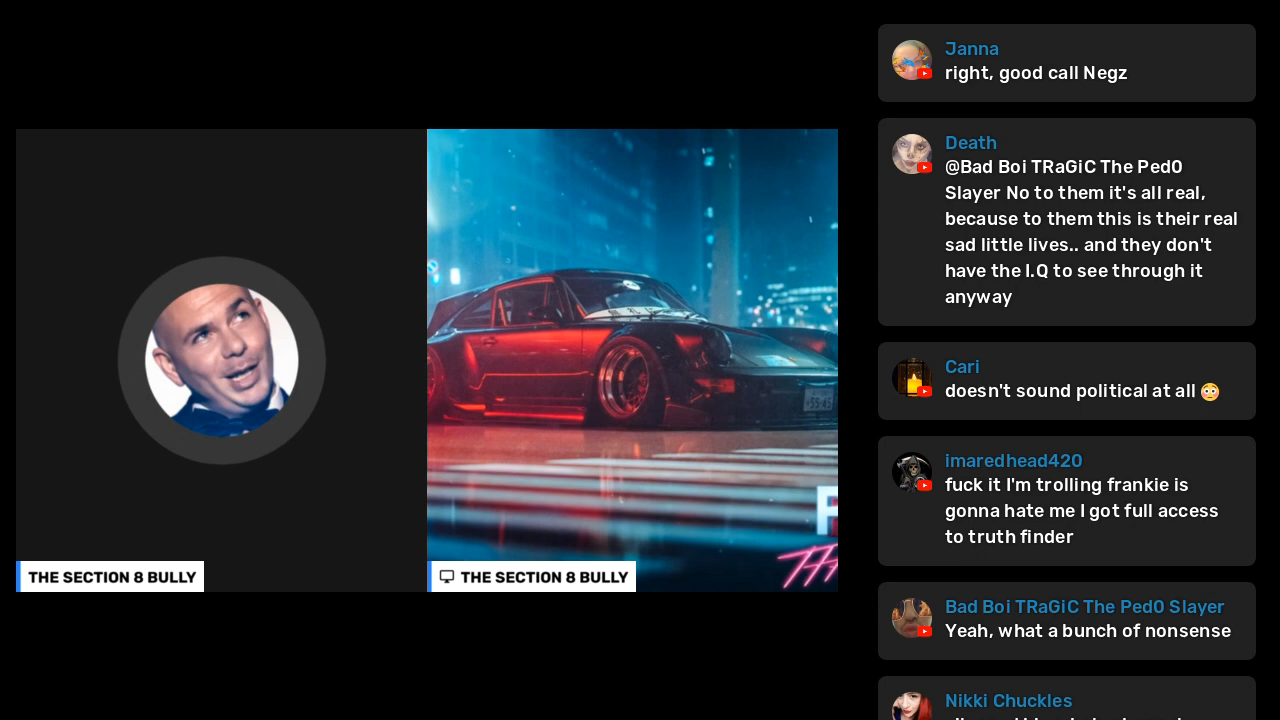 Janna
right, good call Negz
Death
@Bad Boi TRaGiC The Ped0
Slayer No to them it's all real,
because to them this is their real
sad little lives.. and they don't
have the I.Q to see through it
anyway
Cari
doesn't sound political at all 😳
imaredhead420
fuck it I'm trolling frankie is
gonna hate me I got full access
to truth finder
Bad Boi TRaGiC The Ped0 Slayer
Yeah, what a bunch of nonsense
Nikki Chuckles
THE SECTION 8 BULLY
THE SECTION 8 BULLY